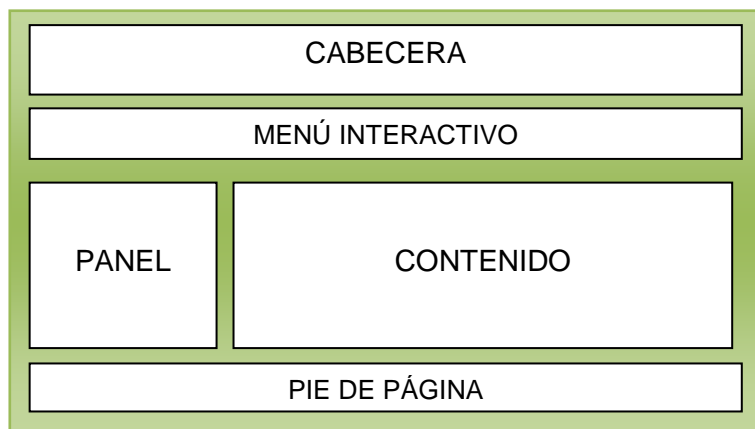 CABECERA
MENÚ INTERACTIVO
PANEL
CONTENIDO
PIE DE PÁGINA